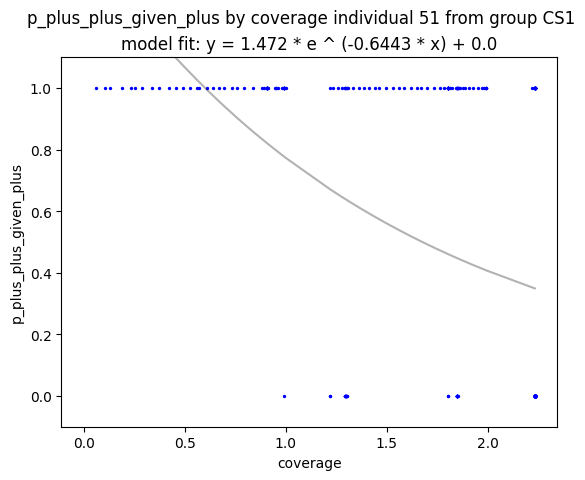 p_plus_plus_given_plus by coverage individual 51 from group CS1
model fit: y = 1.472 * e ^ (-0.6443 * x) + 0.0
1.0
0.8
0.6
0.4
0.2
0.0
p_plus_plus_given_plus
0.0 0.5 1.0 1.5 2.0
coverage